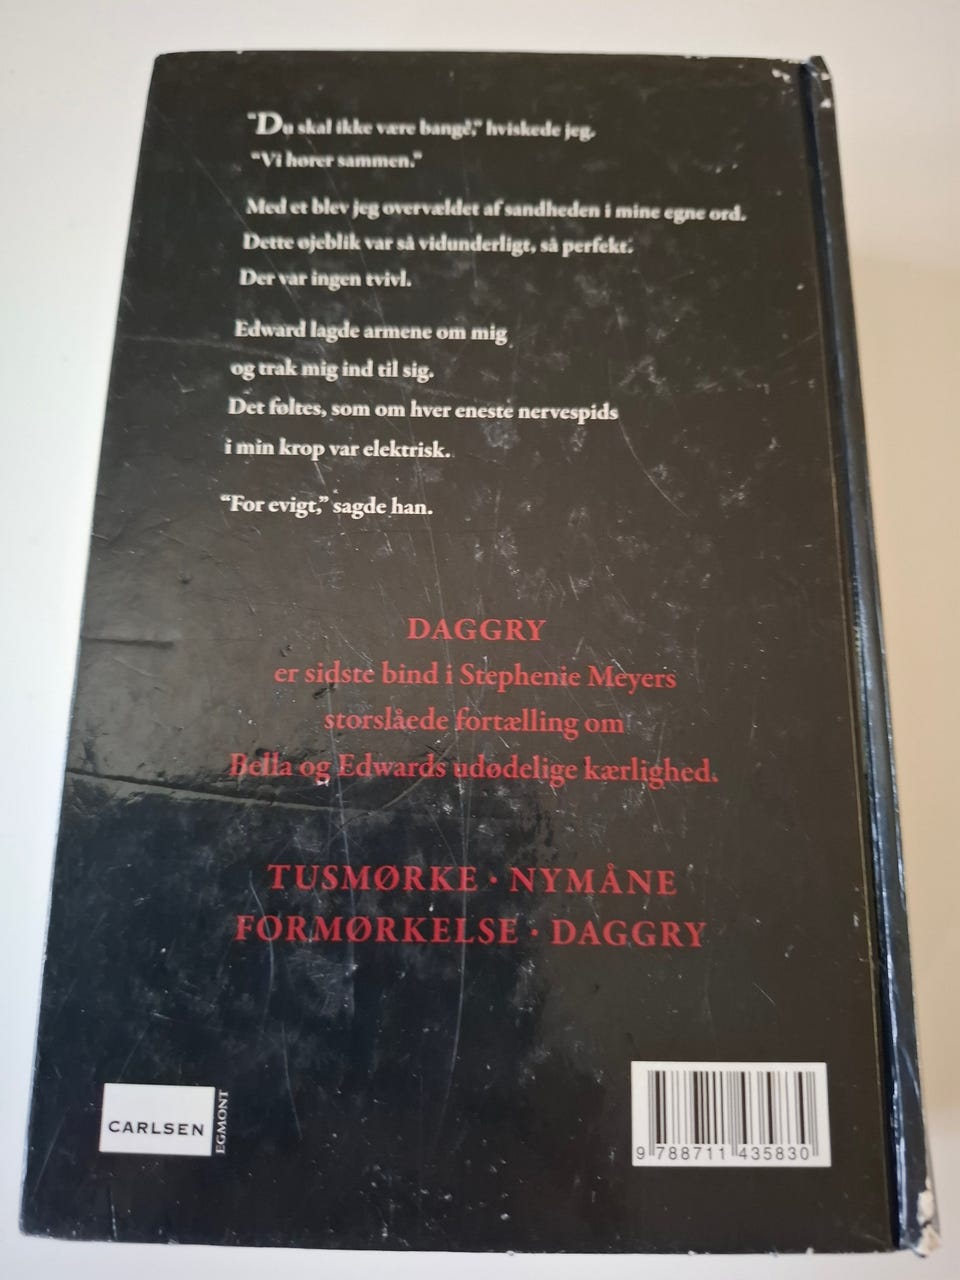 “Du skal ikke være bange,” hviskede jeg.
“Vi hører sammen.”
Med et blev jeg overvældet af sandheden i mine egne ord.
Dette øjeblik var så vidunderligt, så perfekt.
Der var ingen tvivl.
Edward lagde armene om mig
og trak mig ind til sig.
Det føltes, som om hver eneste nervespids
i min krop var elektrisk.
“For evigt,” sagde han.
DAGGRY
er sidste bind i Stephenie Meyers
storslåede fortælling om
Bella og Edwards udødelige kærlighed.
TUSMØRKE · NYMÅNE
FORMØRKELSE · DAGGRY
CARLSEN
EGMONT
9 788711 435830